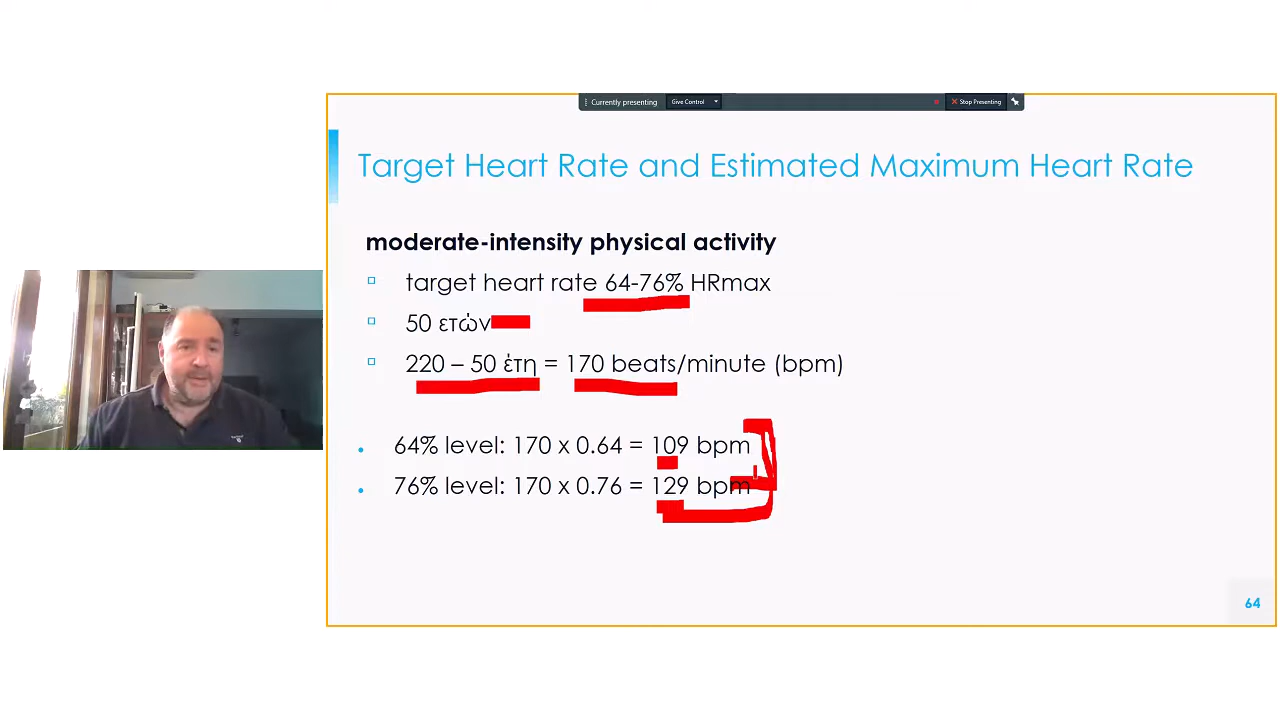 Currently presenting Give Control Stop Presenting
Target Heart Rate and Estimated Maximum Heart Rate
moderate-intensity physical activity
target heart rate 64-76% HRmax
50 ετών
220 – 50 έτη = 170 beats/minute (bpm)
64% level: 170 x 0.64 = 109 bpm
76% level: 170 x 0.76 = 129 bpm
64